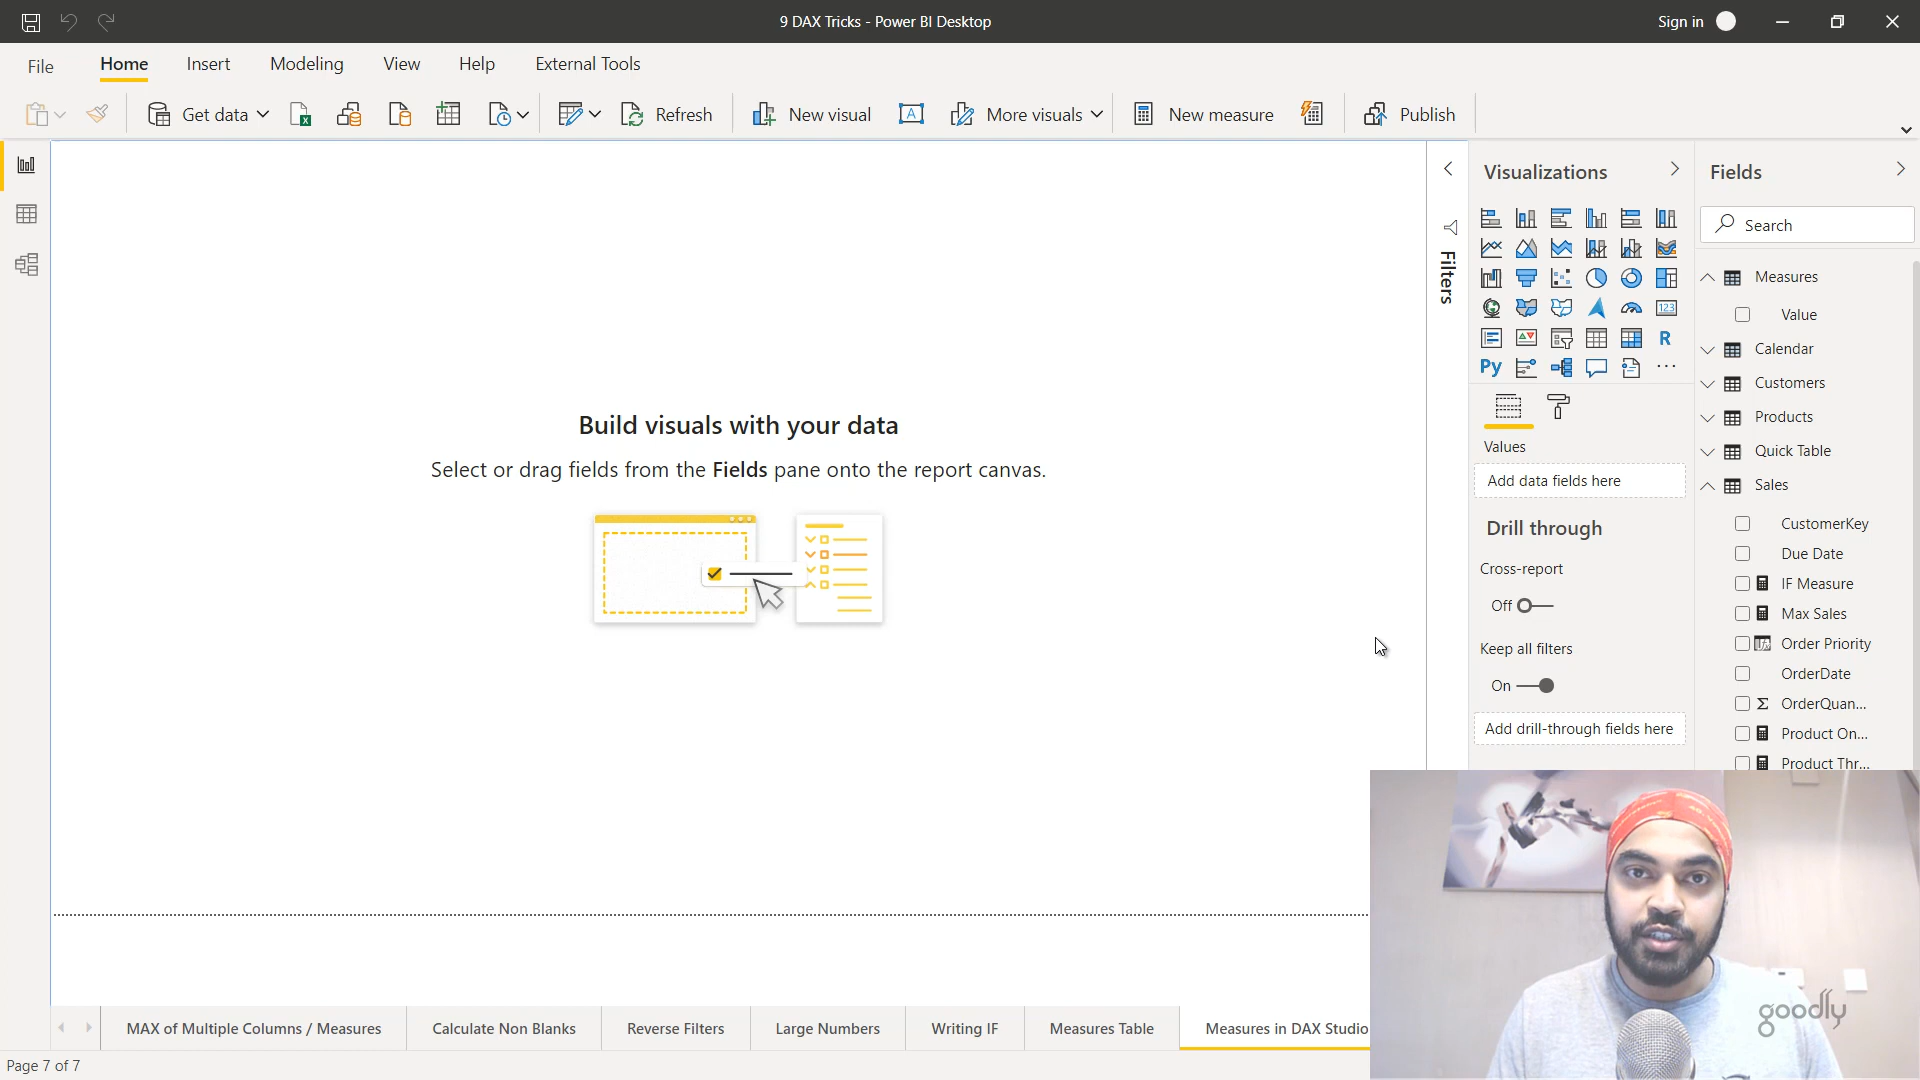 9 DAX Tricks - Power BI Desktop
Sign in
File
Home
Insert
Modeling
View
Help
External Tools
Get data
Refresh
New visual
More visuals
New measure
Publish
Build visuals with your data
Select or drag fields from the Fields pane onto the report canvas.
Filters
Visualizations
R
Py
123
Values
Add data fields here
Drill through
Cross-report
Off
Keep all filters
On
Add drill-through fields here
Fields
Search
Measures
Value
Calendar
Customers
Products
Quick Table
Sales
CustomerKey
Due Date
IF Measure
Max Sales
Order Priority
OrderDate
OrderQuan...
Product On...
Product Thr...
MAX of Multiple Columns / Measures
Calculate Non Blanks
Reverse Filters
Large Numbers
Writing IF
Measures Table
Measures in DAX Studio
Page 7 of 7
goodly